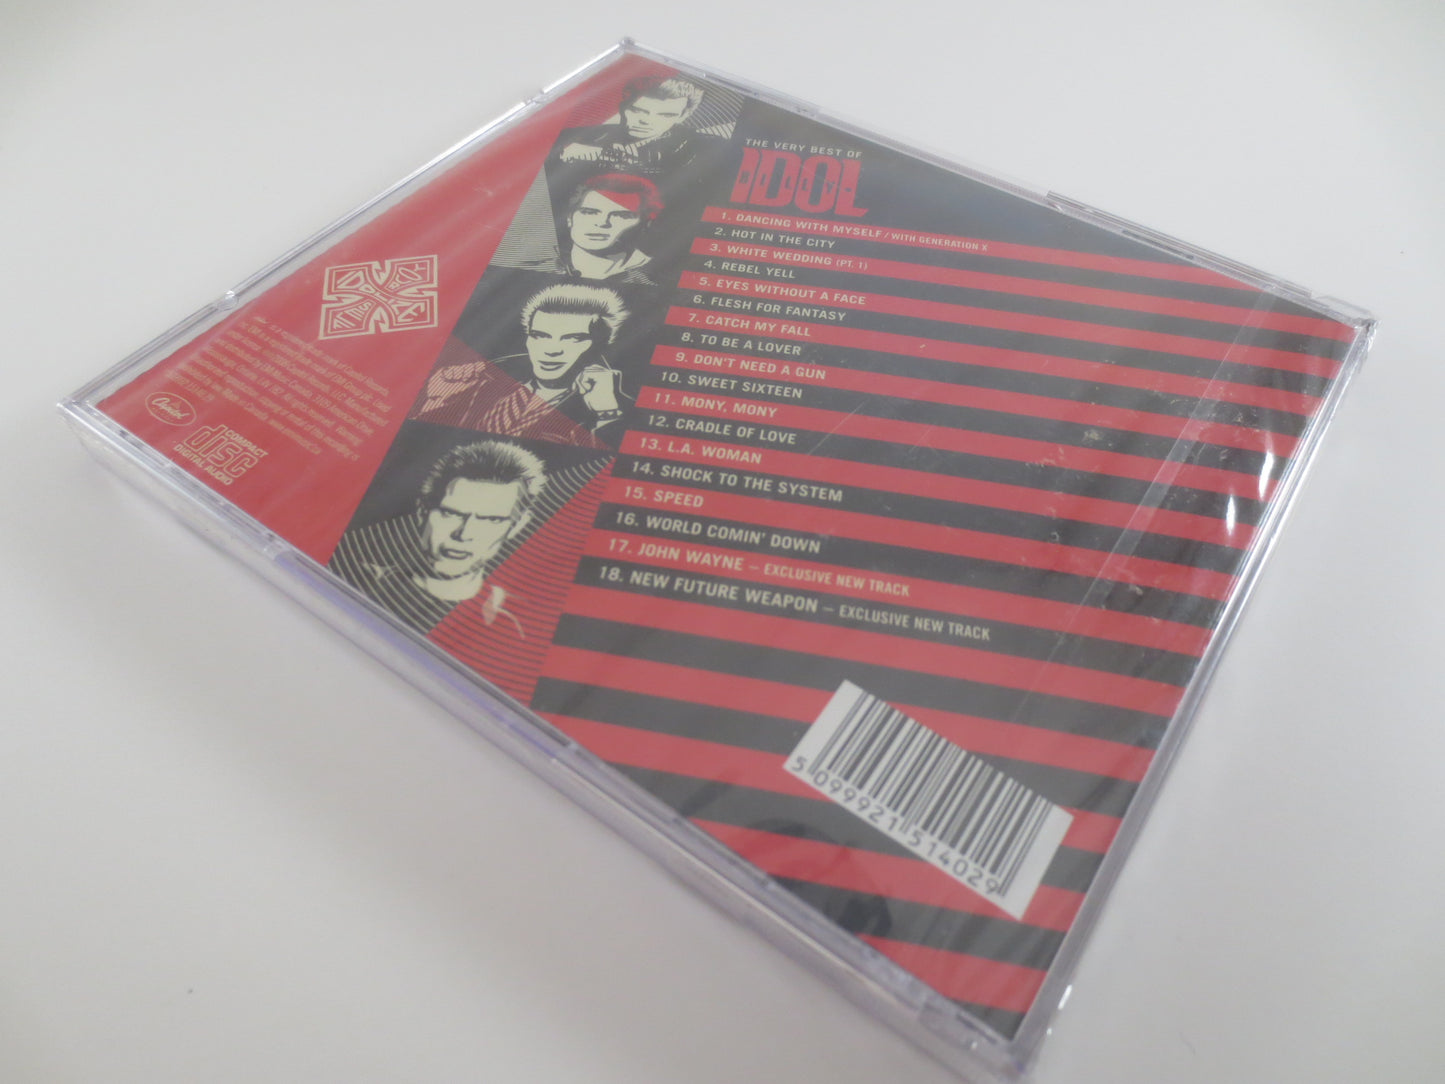 THE VERY BEST OF
IDOL
BILLY
1. DANCING WITH MYSELF / WITH GENERATION X
2. HOT IN THE CITY
3. WHITE WEDDING (PT. 1)
4. REBEL YELL
5. EYES WITHOUT A FACE
6. FLESH FOR FANTASY
7. CATCH MY FALL
8. TO BE A LOVER
9. DON'T NEED A GUN
10. SWEET SIXTEEN
11. MONY, MONY
12. CRADLE OF LOVE
13. L.A. WOMAN
14. SHOCK TO THE SYSTEM
15. SPEED
16. WORLD COMIN' DOWN
17. JOHN WAYNE – EXCLUSIVE NEW TRACK
18. NEW FUTURE WEAPON – EXCLUSIVE NEW TRACK
Capitol
COMPACT
disc
DIGITAL AUDIO
5 099921 514029